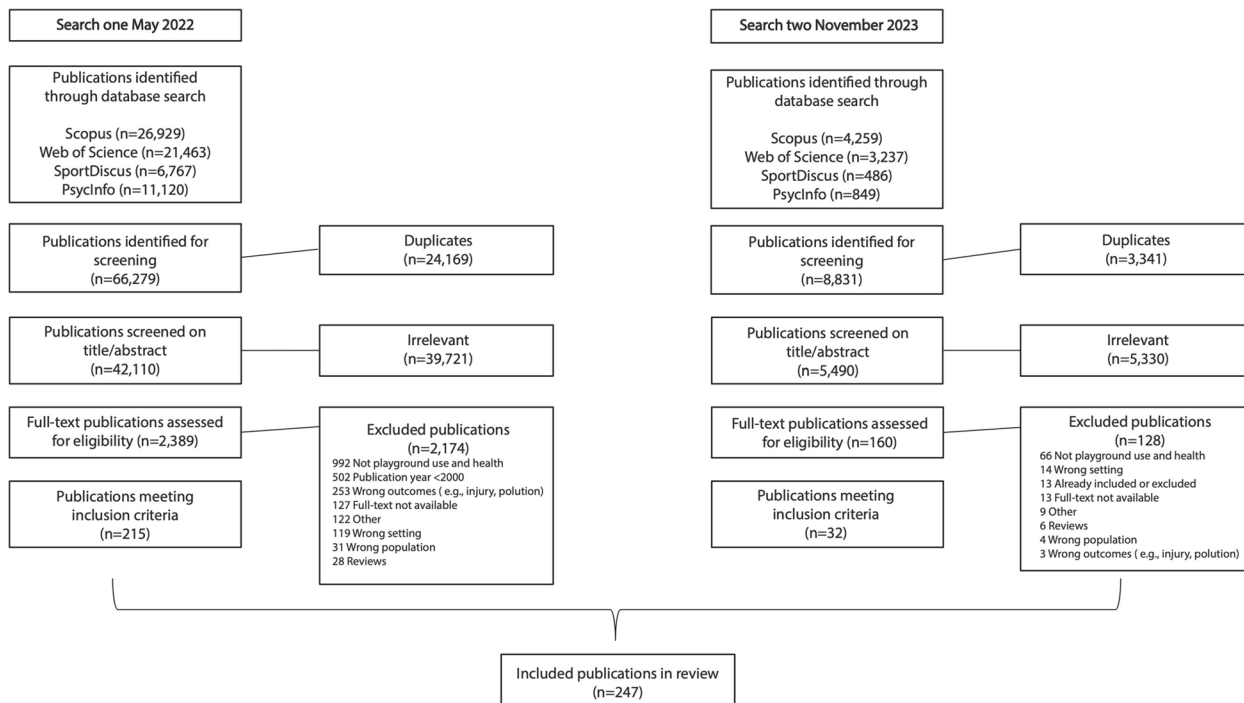 Search one May 2022
Publications identified
through database search
Scopus (n=26,929)
Web of Science (n=21,463)
SportDiscus (n=6,767)
PsycInfo (n=11,120)
Publications identified for
screening
(n=66,279)
Duplicates
(n=24,169)
Publications screened on
title/abstract
(n=42,110)
Irrelevant
(n=39,721)
Full-text publications assessed
for eligibility (n=2,389)
Excluded publications
(n=2,174)
992 Not playground use and health
502 Publication year <2000
253 Wrong outcomes ( e.g., injury, polution)
127 Full-text not available
122 Other
119 Wrong setting
31 Wrong population
28 Reviews
Publications meeting
inclusion criteria
(n=215)
Search two November 2023
Publications identified through
database search
Scopus (n=4,259)
Web of Science (n=3,237)
SportDiscus (n=486)
PsycInfo (n=849)
Publications identified for
screening
(n=8,831)
Duplicates
(n=3,341)
Publications screened on
title/abstract
(n=5,490)
Irrelevant
(n=5,330)
Full-text publications assessed
for eligibility (n=160)
Excluded publications
(n=128)
66 Not playground use and health
14 Wrong setting
13 Already included or excluded
13 Full-text not available
9 Other
6 Reviews
4 Wrong population
3 Wrong outcomes ( e.g., injury, polution)
Publications meeting
inclusion criteria
(n=32)
Included publications in review
(n=247)